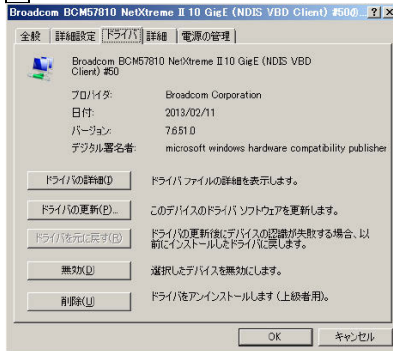 Broadcom BCM57810 NetXtreme II 10 GigE (NDIS VBD Client) #50の...
全般 詳細設定 ドライバ 詳細 電源の管理
Broadcom BCM57810 NetXtreme II 10 GigE (NDIS VBD
Client) #50
プロバイダ: Broadcom Corporation
日付: 2013/02/11
バージョン: 7.65.1.0
デジタル署名者: microsoft windows hardware compatibility publisher
ドライバの詳細(I) ドライバ ファイルの詳細を表示します。
ドライバの更新(P)... このデバイスのドライバ ソフトウェアを更新します。
ドライバを元に戻す(R) ドライバの更新後にデバイスの認識が失敗する場合、以
前にインストールしたドライバに戻します。
無効(D) 選択したデバイスを無効にします。
削除(U) ドライバをアンインストールします (上級者用)。
OK キャンセル